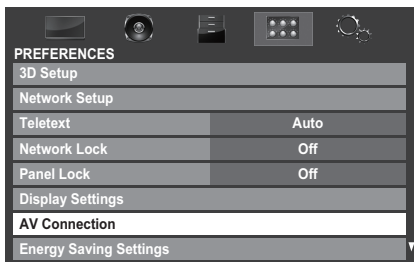 PREFERENCES
3D Setup
Network Setup
Teletext Auto
Network Lock Off
Panel Lock Off
Display Settings
AV Connection
Energy Saving Settings